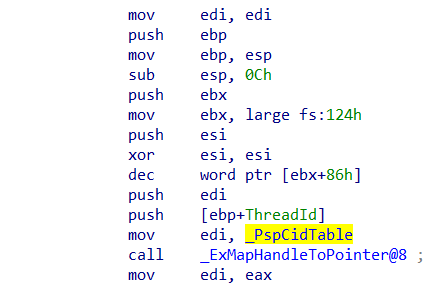 mov     edi, edi
push    ebp
mov     ebp, esp
sub     esp, 0Ch
push    ebx
mov     ebx, large fs:124h
push    esi
xor     esi, esi
dec     word ptr [ebx+86h]
push    edi
push    [ebp+ThreadId]
mov     edi, _PspCidTable
call    _ExMapHandleToPointer@8 ;
mov     edi, eax